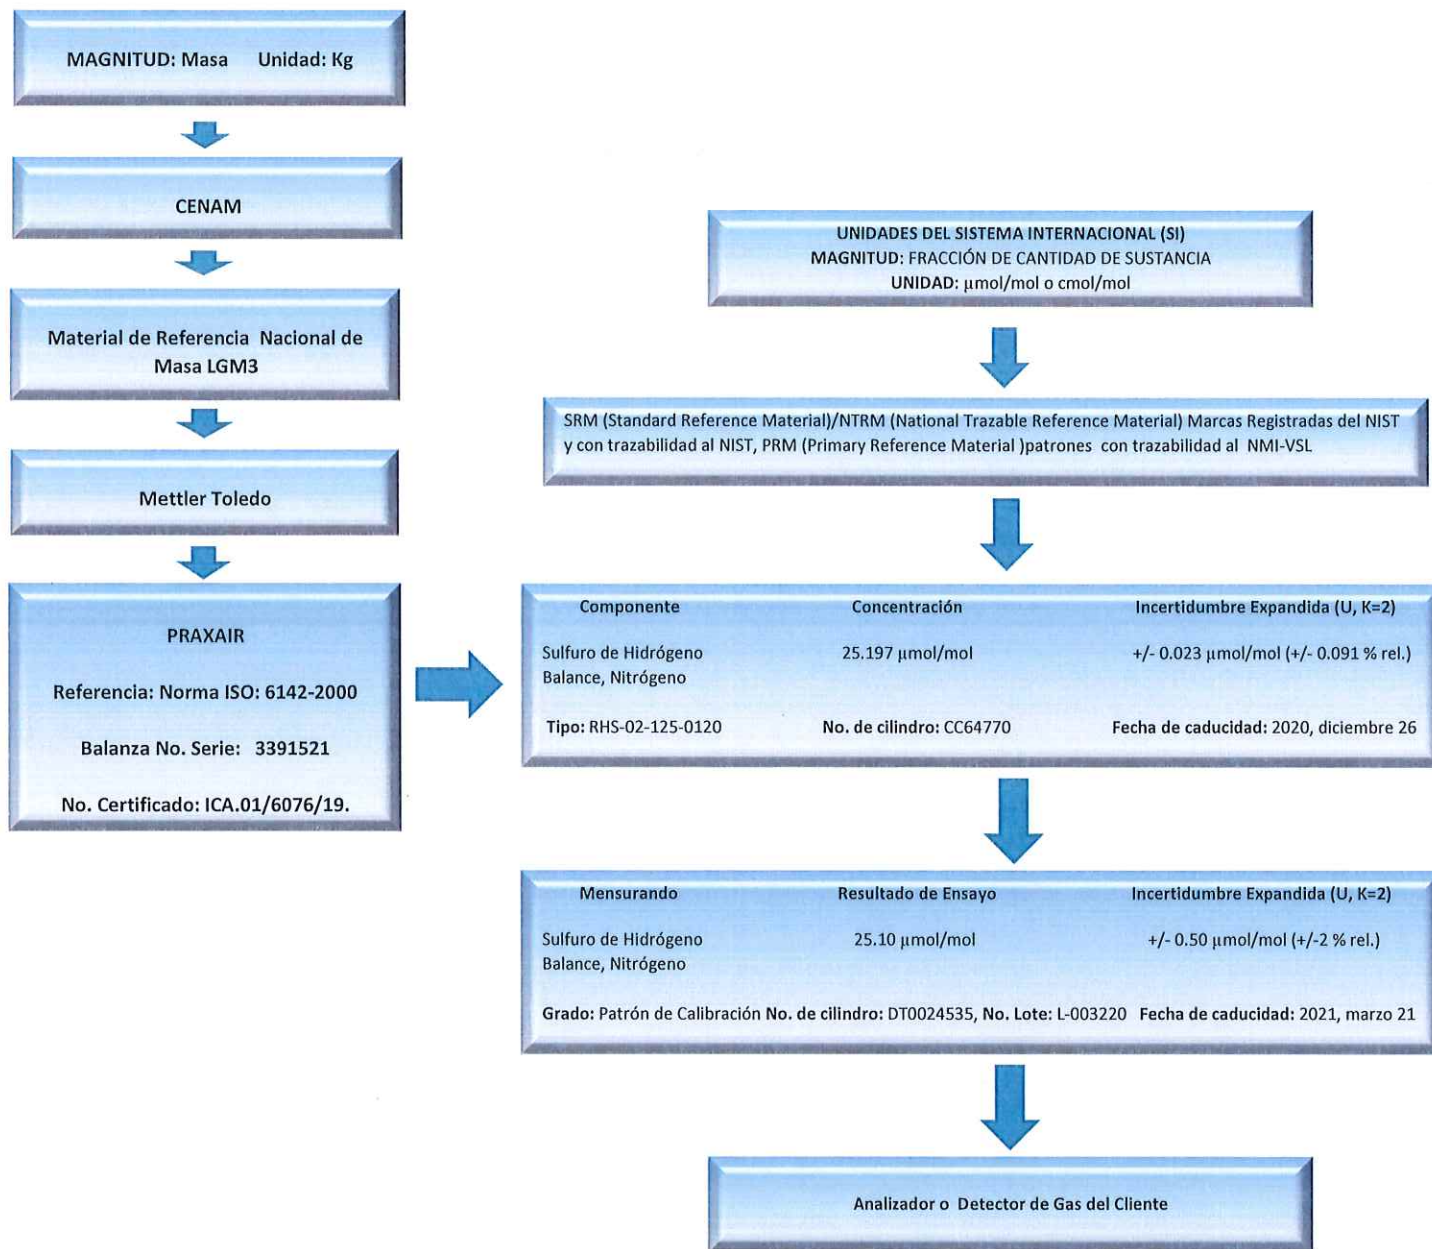 MAGNITUD: Masa Unidad: Kg
CENAM
Material de Referencia Nacional de
Masa LGM3
Mettler Toledo
PRAXAIR
Referencia: Norma ISO: 6142-2000
Balanza No. Serie: 3391521
No. Certificado: ICA.01/6076/19.
UNIDADES DEL SISTEMA INTERNACIONAL (SI)
MAGNITUD: FRACCIÓN DE CANTIDAD DE SUSTANCIA
UNIDAD: μmol/mol o cmol/mol
SRM (Standard Reference Material)/NTRM (National Trazable Reference Material) Marcas Registradas del NIST
y con trazabilidad al NIST, PRM (Primary Reference Material )patrones con trazabilidad al NMI-VSL
Componente Concentración Incertidumbre Expandida (U, K=2)
Sulfuro de Hidrógeno 25.197 μmol/mol +/- 0.023 μmol/mol (+/- 0.091 % rel.)
Balance, Nitrógeno
Tipo: RHS-02-125-0120 No. de cilindro: CC64770 Fecha de caducidad: 2020, diciembre 26
Mensurando Resultado de Ensayo Incertidumbre Expandida (U, K=2)
Sulfuro de Hidrógeno 25.10 μmol/mol +/- 0.50 μmol/mol (+/-2 % rel.)
Balance, Nitrógeno
Grado: Patrón de Calibración No. de cilindro: DT0024535, No. Lote: L-003220 Fecha de caducidad: 2021, marzo 21
Analizador o Detector de Gas del Cliente